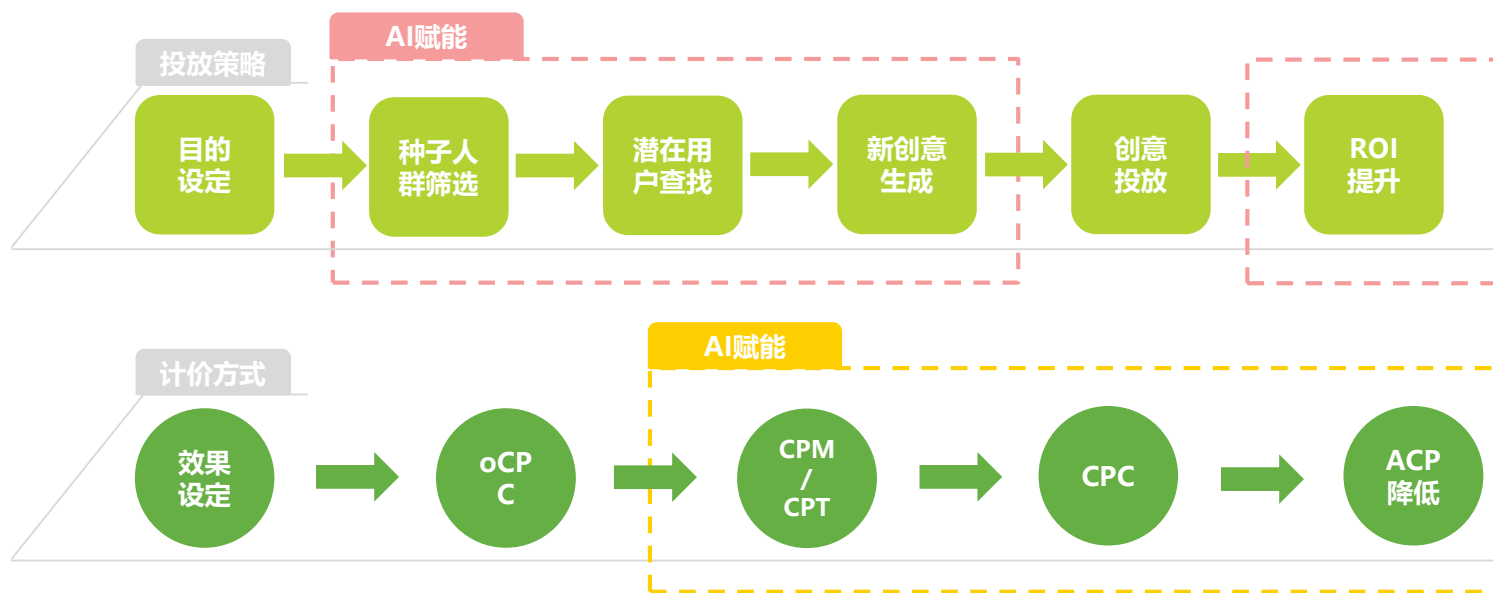 AI赋能
投放策略
目的
设定
种子人
群筛选
潜在用
户查找
新创意
生成
创意
投放
ROI
提升
AI赋能
计价方式
效果
设定
oCP
C
CPM
/
CPT
CPC
ACP
降低